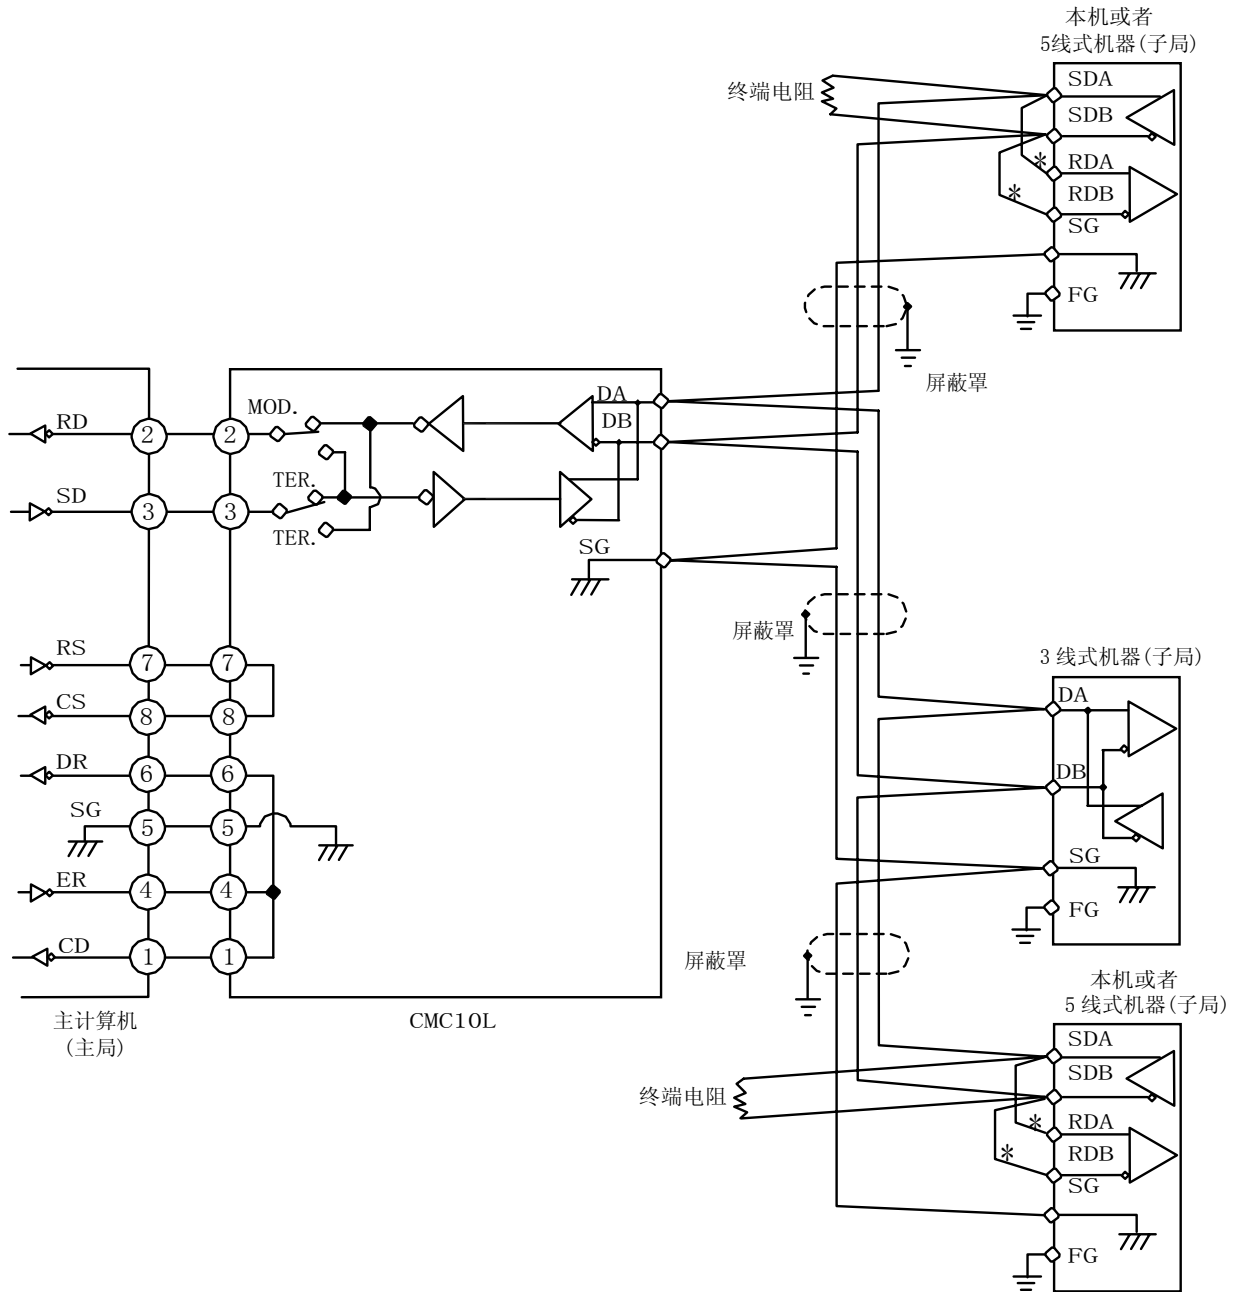 本机或者
5线式机器(子局)
终端电阻
SDA
SDB
RDA
RDB
SG
FG
*
*
屏蔽罩
RD
2
2
MOD.
DA
DB
TER.
SD
3
3
TER.
SG
屏蔽罩
RS
7
7
CS
8
8
DR
6
6
SG
5
5
ER
4
4
CD
1
1
主计算机
(主局)
CMC10L
3线式机器(子局)
DA
DB
SG
FG
屏蔽罩
本机或者
5线式机器(子局)
终端电阻
SDA
SDB
RDA
RDB
SG
FG
*
*